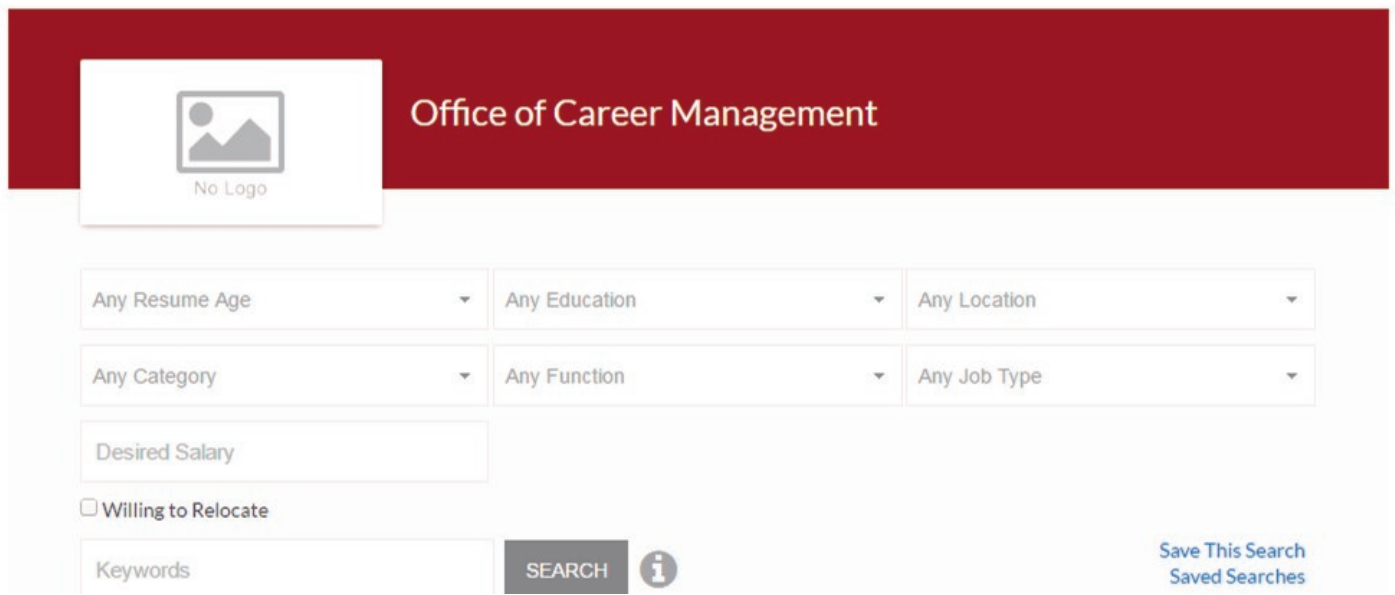 Office of Career Management
No Logo
Any Resume Age
Any Education
Any Location
Any Category
Any Function
Any Job Type
Desired Salary
Willing to Relocate
Keywords
SEARCH
Save This Search
Saved Searches